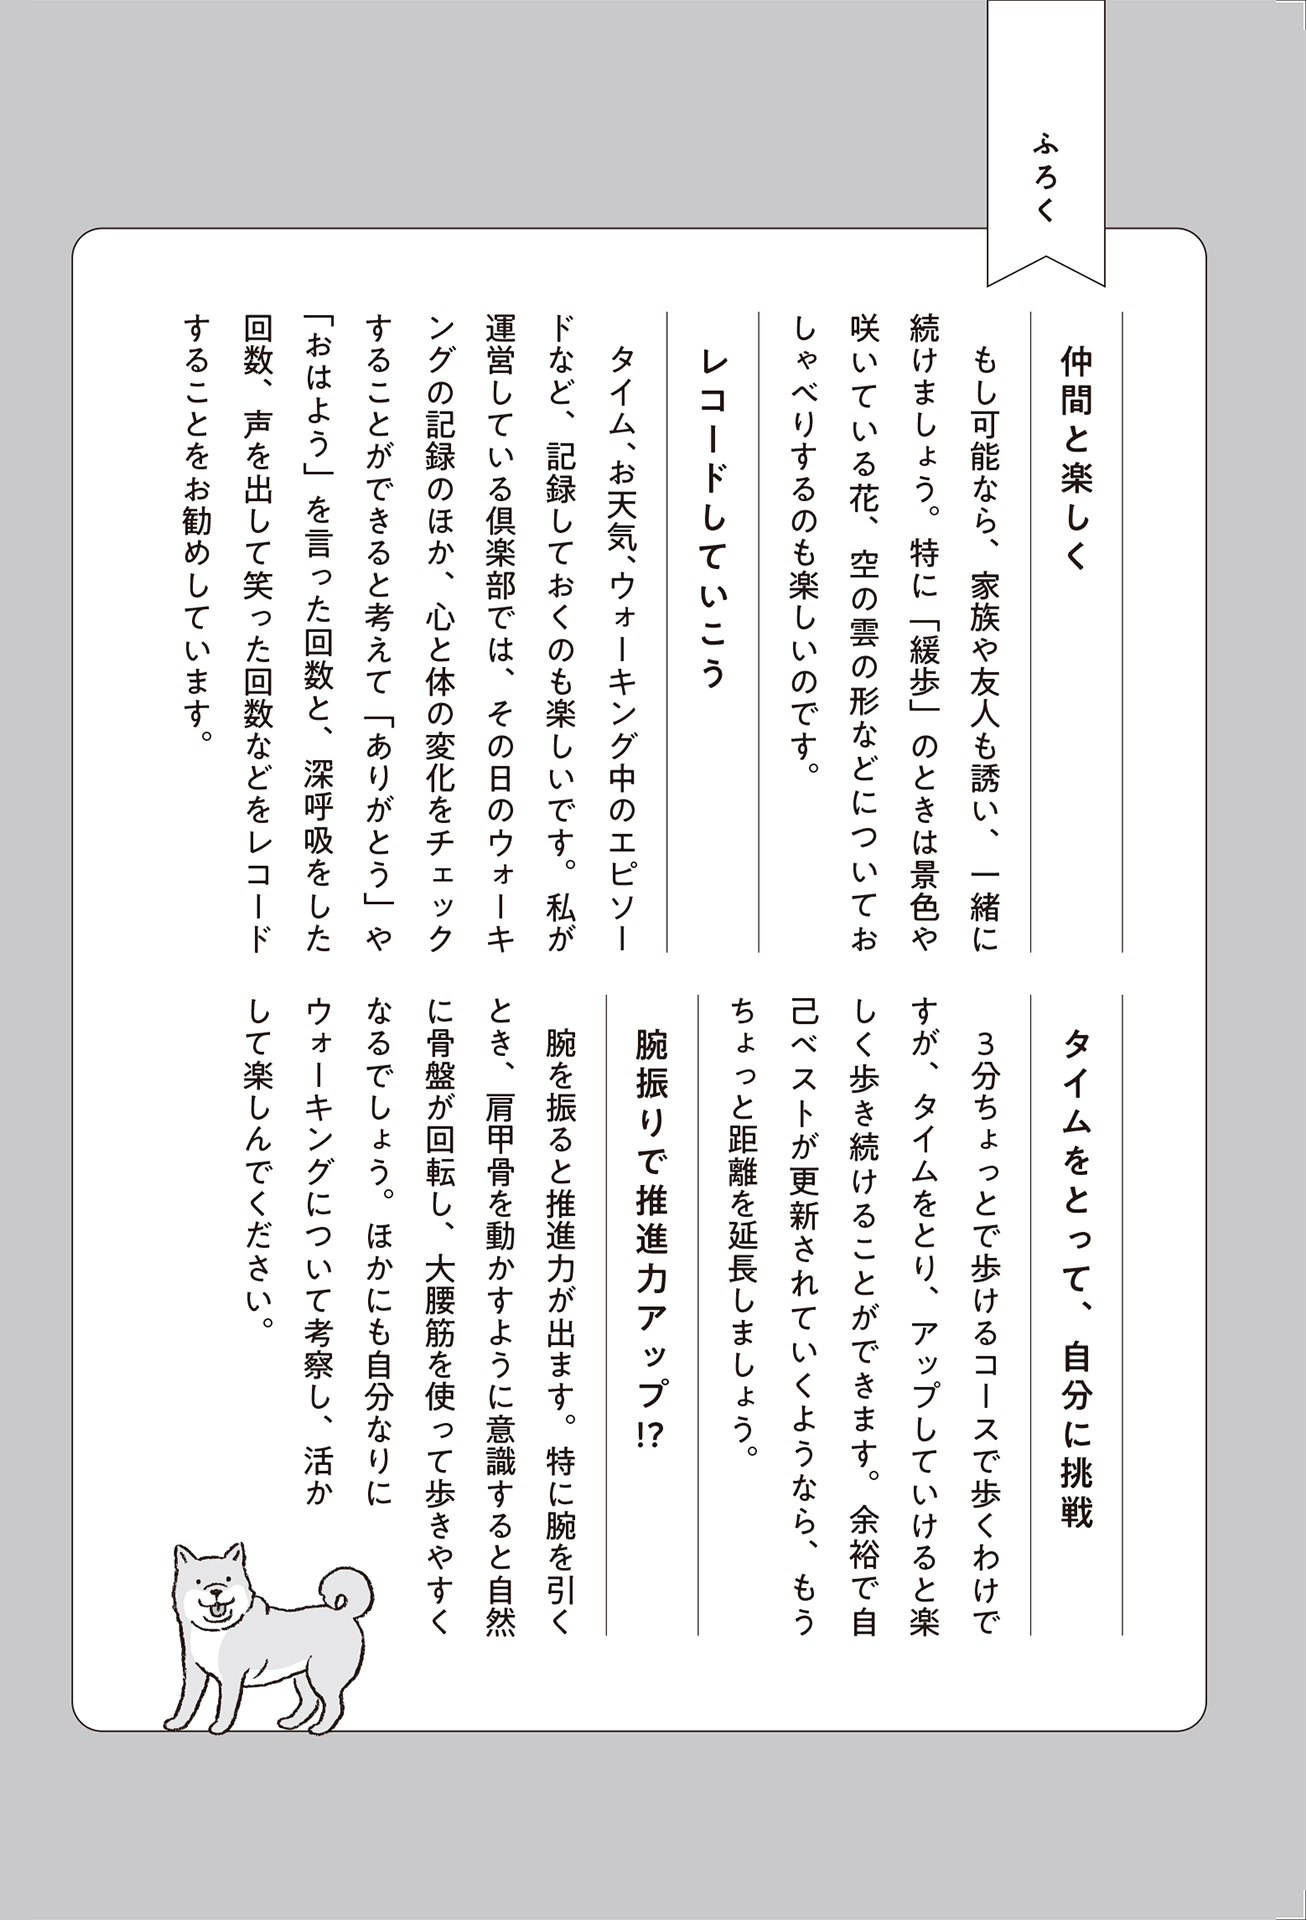 ふろく
仲間と楽しく
もし可能なら、家族や友人も誘い、一緒に
続けましょう。特に「緩歩」のときは景色や
咲いている花、空の雲の形などについてお
しゃべりするのも楽しいのです。
レコードしていこう
タイム、お天気、ウォーキング中のエピソー
ドなど、記録しておくのも楽しいです。私が
運営している倶楽部では、その日のウォーキ
ングの記録のほか、心と体の変化をチェック
することができると考えて「ありがとう」や
「おはよう」を言った回数と、深呼吸をした
回数、声を出して笑った回数などをレコード
することをお勧めしています。
タイムをとって、自分に挑戦
3分ちょっとで歩けるコースで歩くわけで
すが、タイムをとり、アップしていけると楽
しく歩き続けることができます。余裕で自
己ベストが更新されていくようなら、もう
ちょっと距離を延長しましょう。
腕振りで推進力アップ!?
腕を振ると推進力が出ます。特に腕を引く
とき、肩甲骨を動かすように意識すると自然
に骨盤が回転し、大腰筋を使って歩きやすく
なるでしょう。ほかにも自分なりに
ウォーキングについて考察し、活か
して楽しんでください。